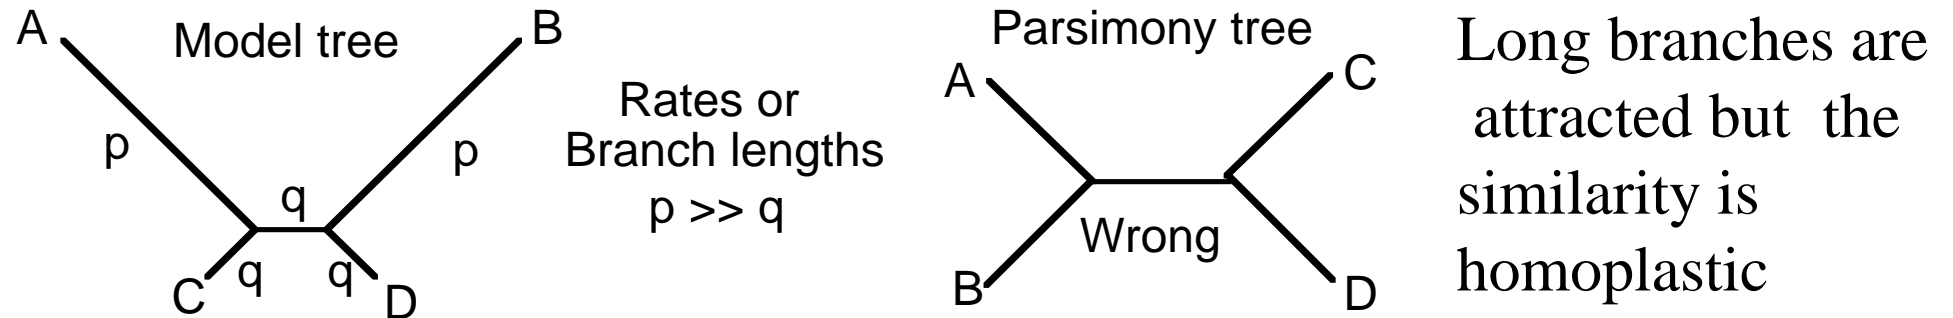 A
Model tree
B
p
p
q
C
q
q
D
Rates or
Branch lengths
p >> q
Parsimony tree
A
C
Wrong
B
D
Long branches are
attracted but the
similarity is
homoplastic